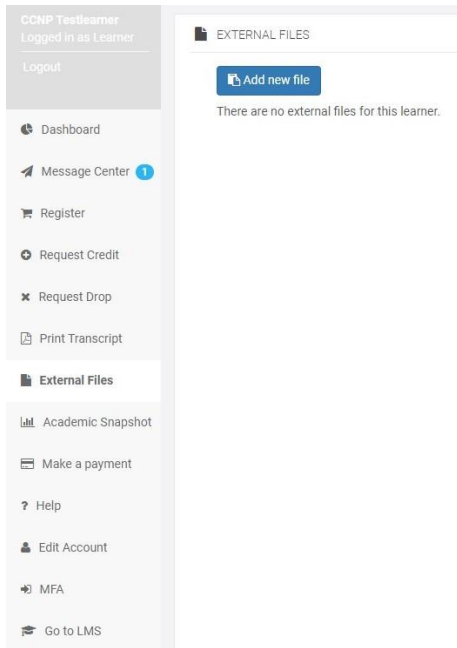 CCNP Testlearner
Logged in as Learner
Logout
Dashboard
Message Center 1
Register
Request Credit
Request Drop
Print Transcript
External Files
Academic Snapshot
Make a payment
? Help
Edit Account
MFA
Go to LMS
EXTERNAL FILES
Add new file
There are no external files for this learner.